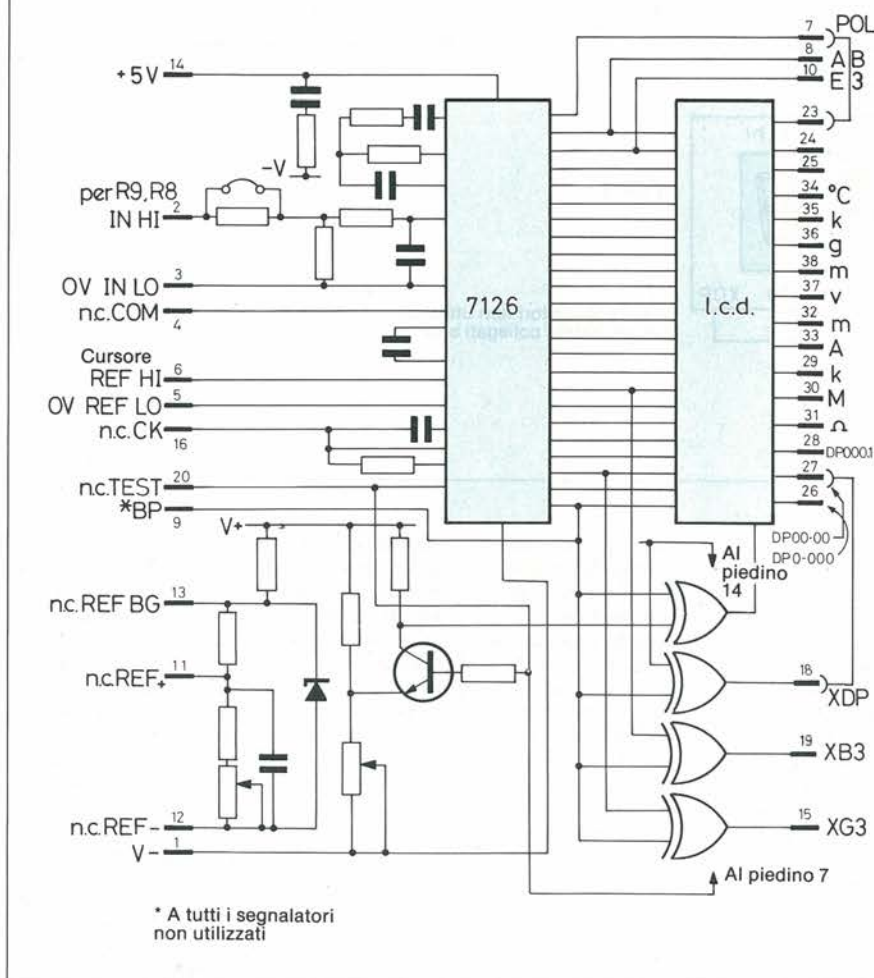 +5V 14
-V
per R9, R8
IN HI 2
0V IN LO 3
n.c. COM 4
Cursore
REF HI 6
0V REF LO 5
n.c. CK 16
n.c. TEST 20
*BP 9
V+
n.c. REF BG 13
n.c. REF+ 11
n.c. REF- 12
V- 1
7126
l.c.d.
7 POL
8 AB
10 E3
23
24
25
34 °C
35 k
36 g
38 m
37 v
32 m
33 A
29 k
30 M
31 Ω
28 DP000.1
27
26
DP00-00
DP0-000
Al
piedino
14
18 XDP
19 XB3
15 XG3
Al piedino 7
* A tutti i segnalatori
non utilizzati